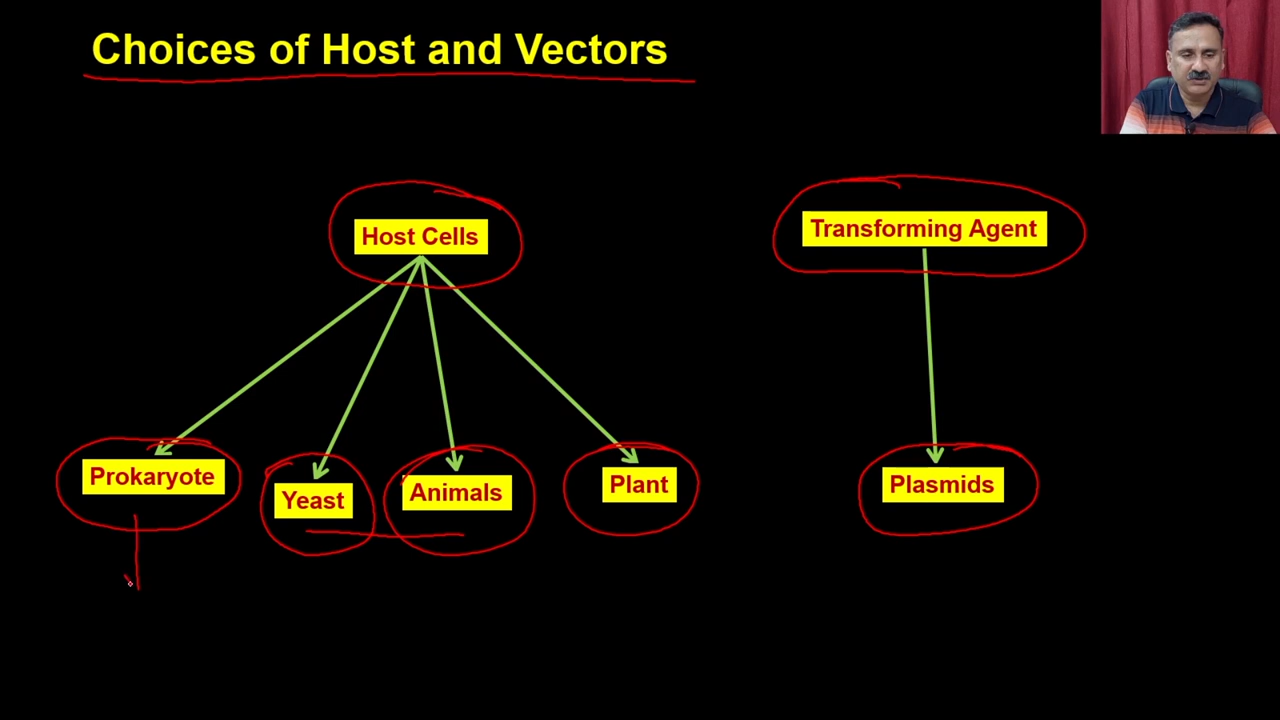 Choices of Host and Vectors
Host Cells
Transforming Agent
Prokaryote
Yeast
Animals
Plant
Plasmids